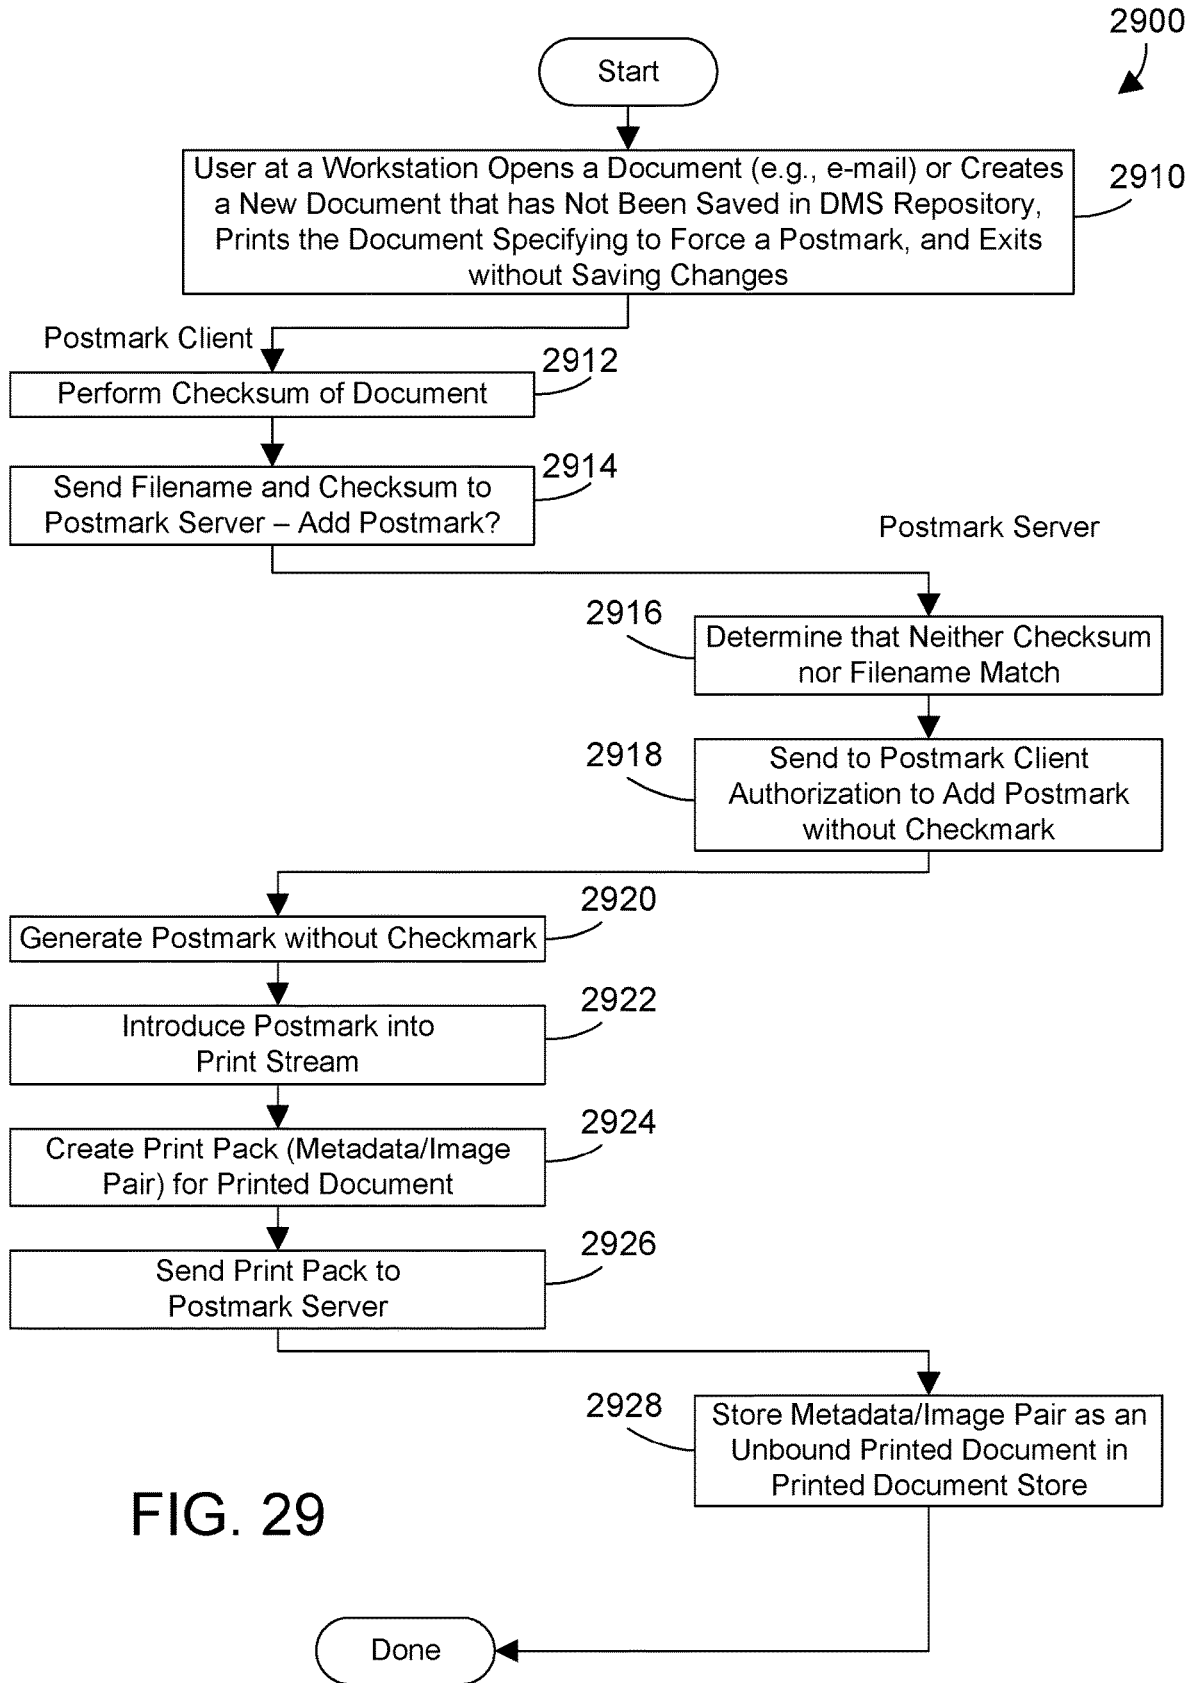 2900
Start
User at a Workstation Opens a Document (e.g., e-mail) or Creates
a New Document that has Not Been Saved in DMS Repository,
Prints the Document Specifying to Force a Postmark, and Exits
without Saving Changes
2910
Postmark Client
2912
Perform Checksum of Document
2914
Send Filename and Checksum to
Postmark Server – Add Postmark?
Postmark Server
2916
Determine that Neither Checksum
nor Filename Match
2918
Send to Postmark Client
Authorization to Add Postmark
without Checkmark
2920
Generate Postmark without Checkmark
2922
Introduce Postmark into
Print Stream
2924
Create Print Pack (Metadata/Image
Pair) for Printed Document
2926
Send Print Pack to
Postmark Server
2928
Store Metadata/Image Pair as an
Unbound Printed Document in
Printed Document Store
FIG. 29
Done